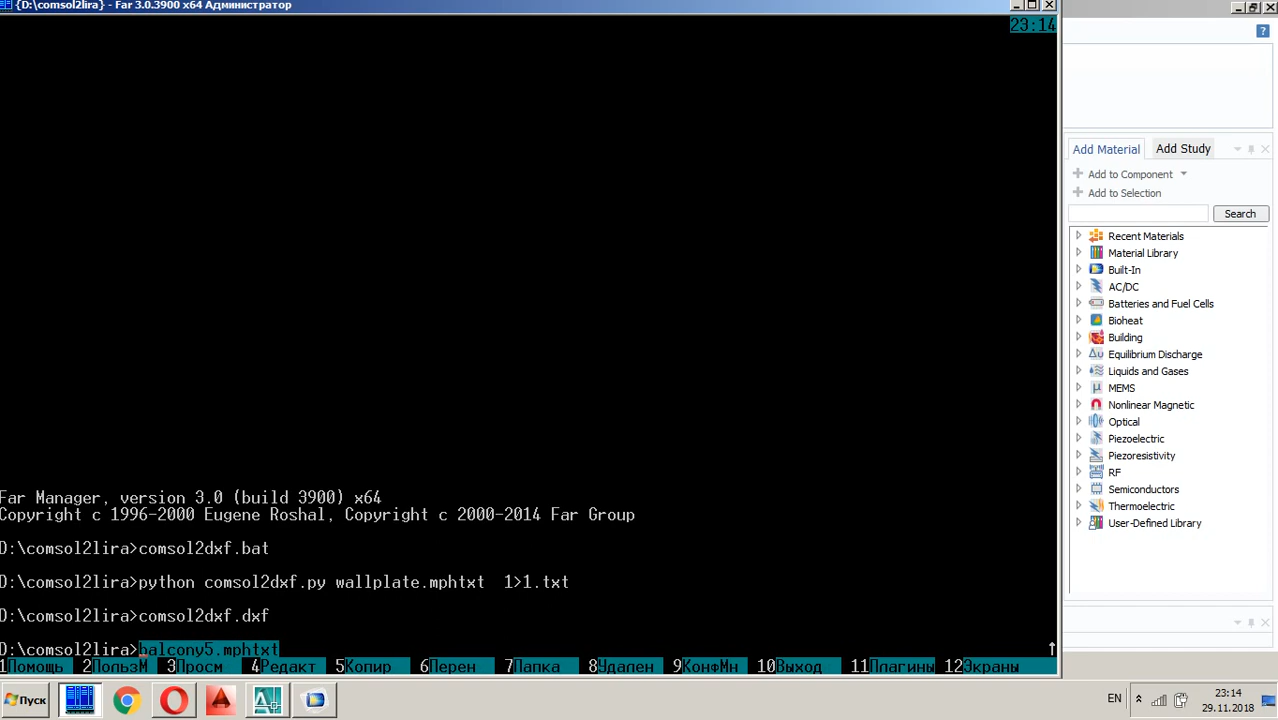 {D:\comsol2lira} - Far 3.0.3900 x64 Администратор
23:14
Add Material
Add Study
Add to Component
Add to Selection
Search
Recent Materials
Material Library
Built-In
AC/DC
Batteries and Fuel Cells
Bioheat
Building
Equilibrium Discharge
Liquids and Gases
MEMS
Nonlinear Magnetic
Optical
Piezoelectric
Piezoresistivity
RF
Semiconductors
Thermoelectric
User-Defined Library
Far Manager, version 3.0 (build 3900) x64
Copyright c 1996-2000 Eugene Roshal, Copyright c 2000-2014 Far Group
D:\comsol2lira>comsol2dxf.bat
D:\comsol2lira>python comsol2dxf.py wallplate.mphtxt  1>1.txt
D:\comsol2lira>comsol2dxf.dxf
D:\comsol2lira>balcony5.mphtxt
1Помощь 2ПользМ 3Просм 4Редакт 5Копир 6Перен 7Папка 8Удален 9КонфМн 10Выход 11Плагины 12Экраны
Пуск
EN
23:14
29.11.2018